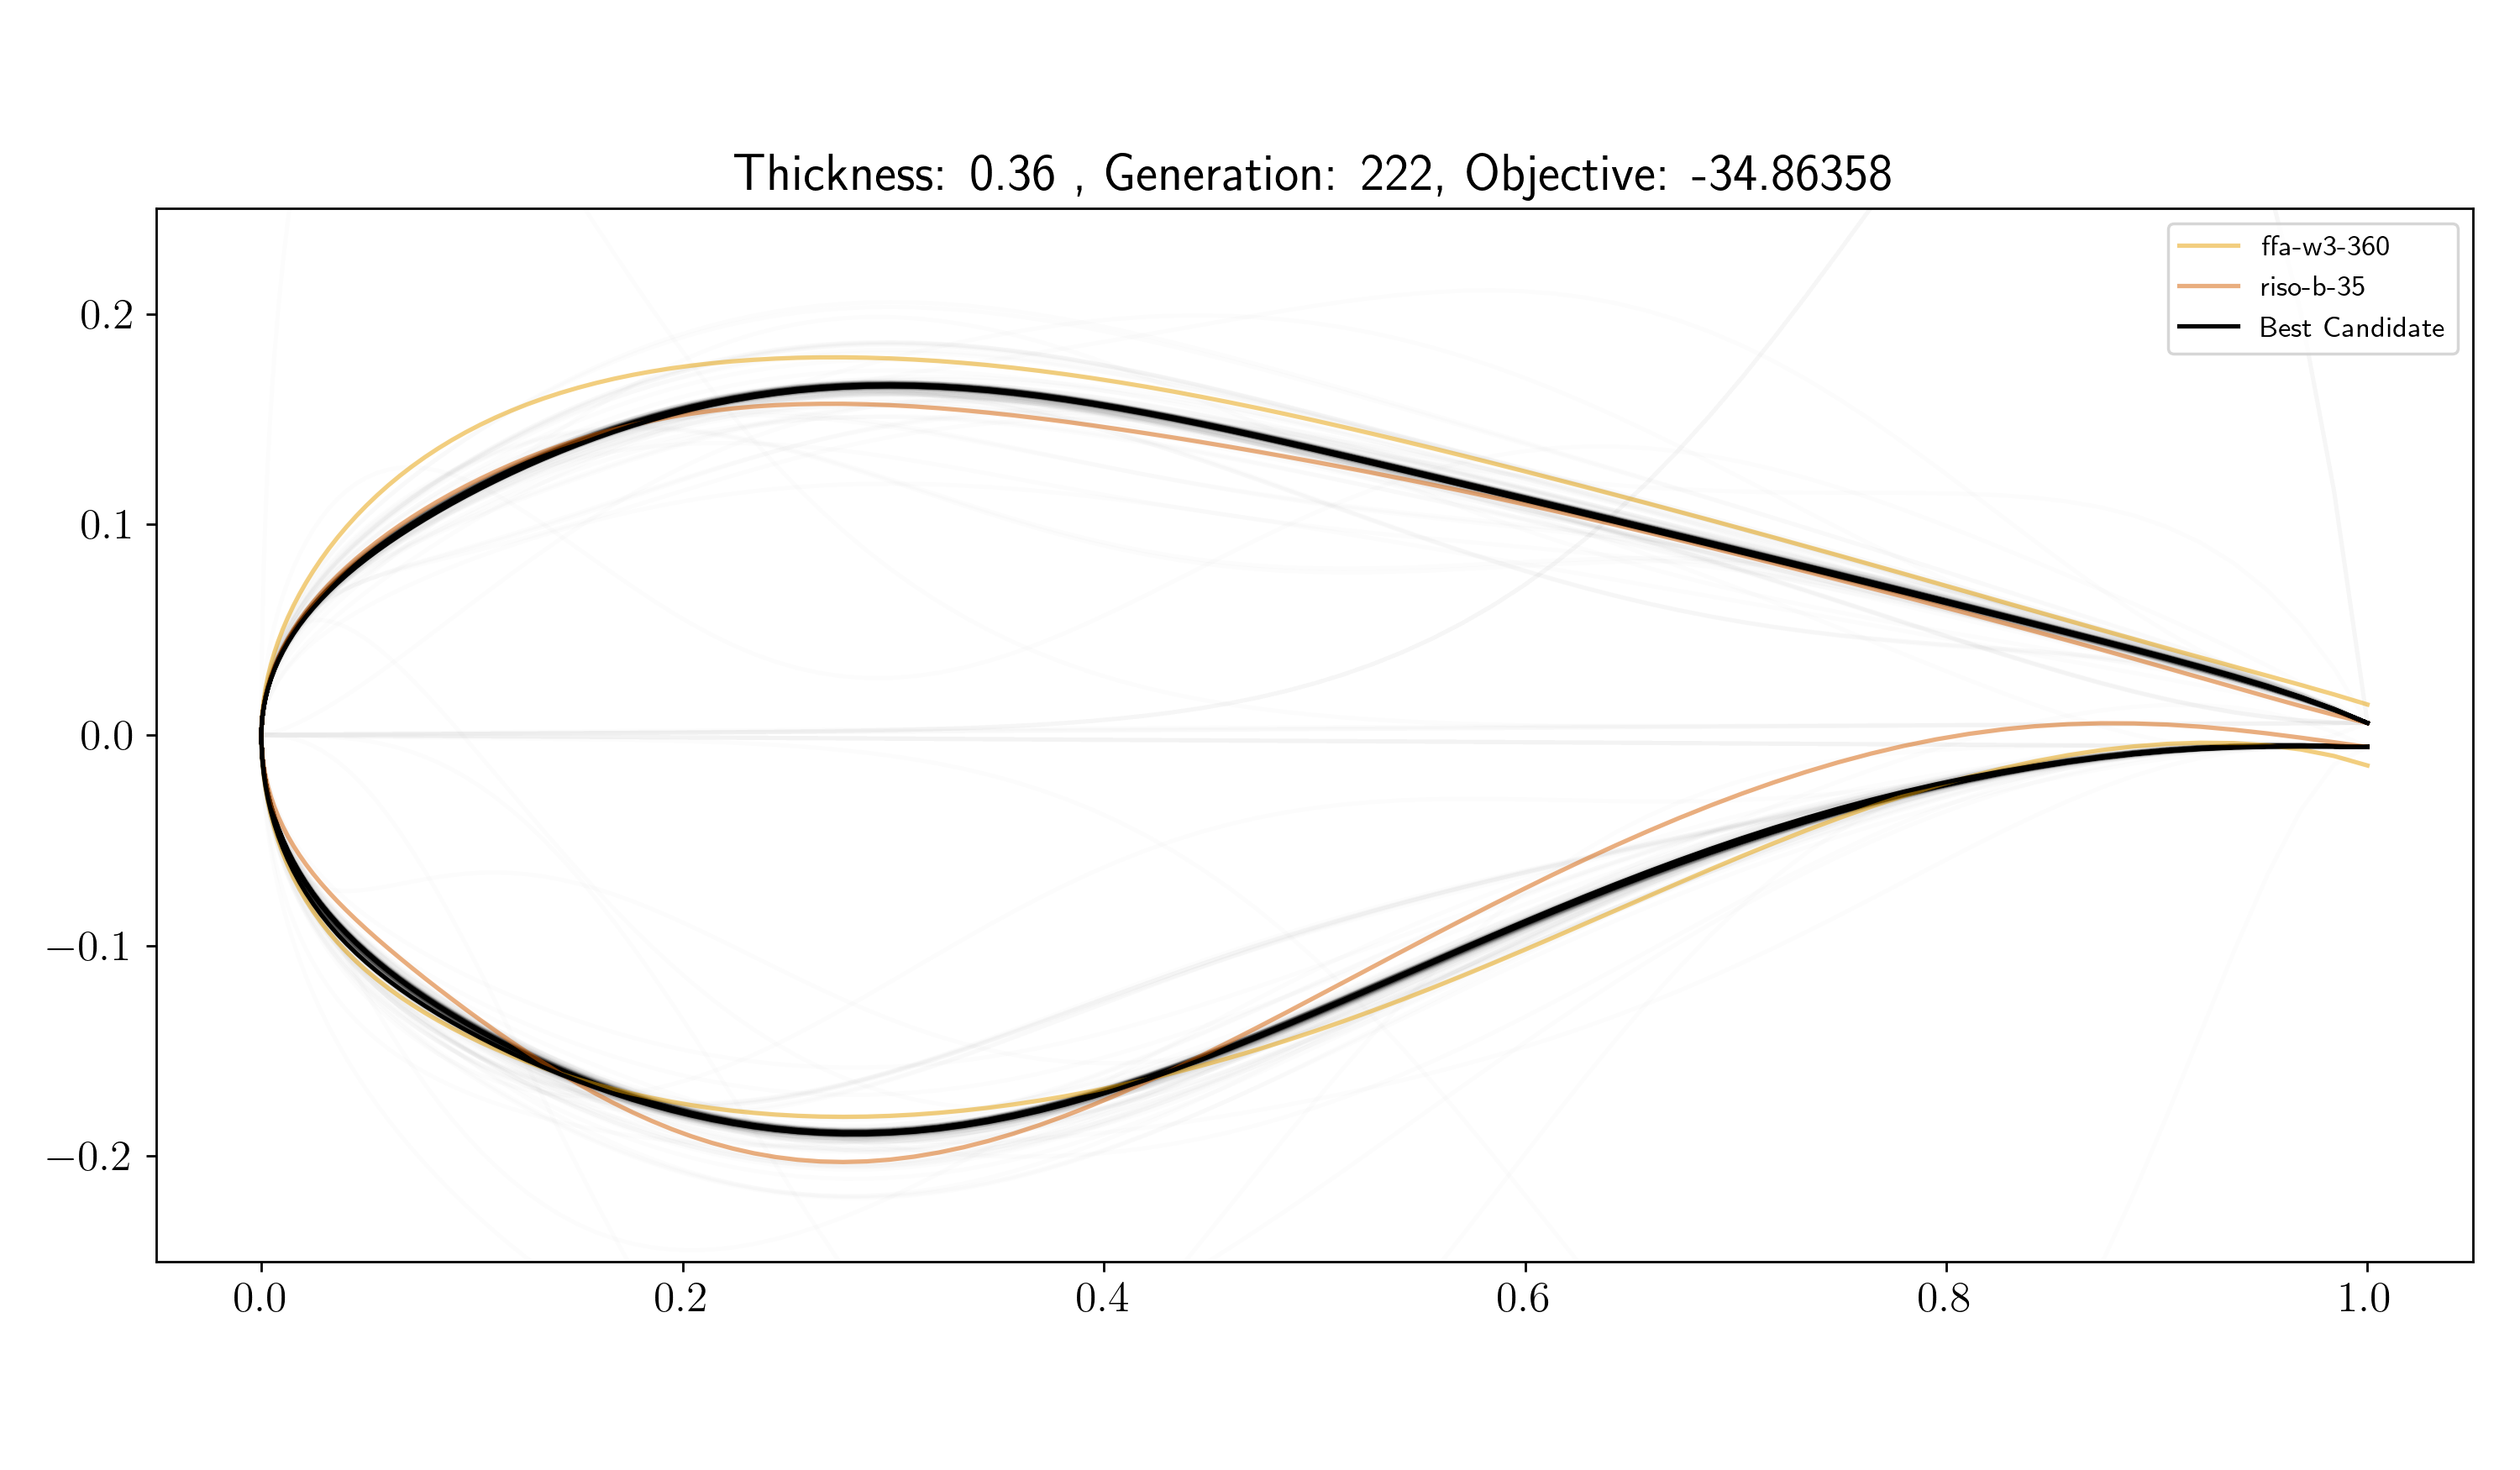 Thickness: 0.36 , Generation: 222, Objective: -34.86358
ffa-w3-360
riso-b-35
Best Candidate
0.2
0.1
0.0
−0.1
−0.2
0.0 0.2 0.4 0.6 0.8 1.0